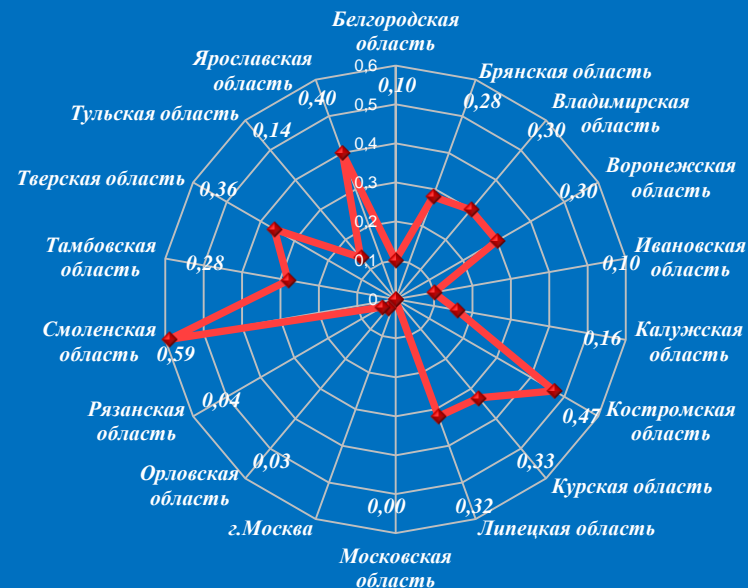 Белгородская
область
0,10
Брянская область
0,28
Владимирская
область
0,30
Воронежская
область
0,30
Ивановская
область
0,10
Калужская
область
0,16
Костромская
область
0,47
Курская область
0,33
Липецкая область
0,32
Московская
область
0,00
г.Москва
Орловская
область
0,03
Рязанская
область
0,04
Смоленская
область
0,59
Тамбовская
область
0,28
Тверская область
0,36
Тульская область
0,14
Ярославская
область
0,40
0,6
0,5
0,4
0,3
0,2
0,1
0